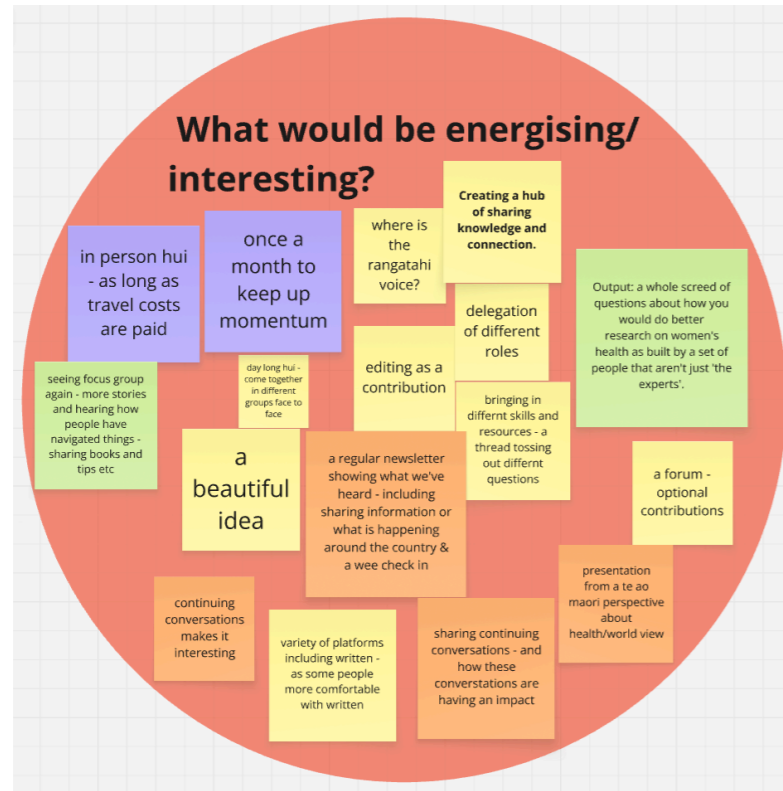 What would be energising/
interesting?
Creating a hub
of sharing
knowledge and
connection.
where is
the
rangatahi
voice?
once a
month to
keep up
momentum
in person hui
- as long as
travel costs
are paid
Output: a whole screed of
questions about how you
would do better
research on women's
health as built by a set of
people that aren't just 'the
experts'.
delegation
of different
roles
editing as a
contribution
day long hui -
come together
in different
groups face to
face
seeing focus group
again - more stories
and hearing how
people have
navigated things -
sharing books and
tips etc
bringing in
differnt skills and
resources - a
thread tossing
out differnt
questions
a
beautiful
idea
a regular newsletter
showing what we've
heard - including
sharing information or
what is happening
around the country &
a wee check in
a forum -
optional
contributions
presentation
from a te ao
maori perspective
about
health/world view
continuing
conversations
makes it
interesting
variety of platforms
including written -
as some people
more comfortable
with written
sharing continuing
conversations - and
how these
converstations are
having an impact